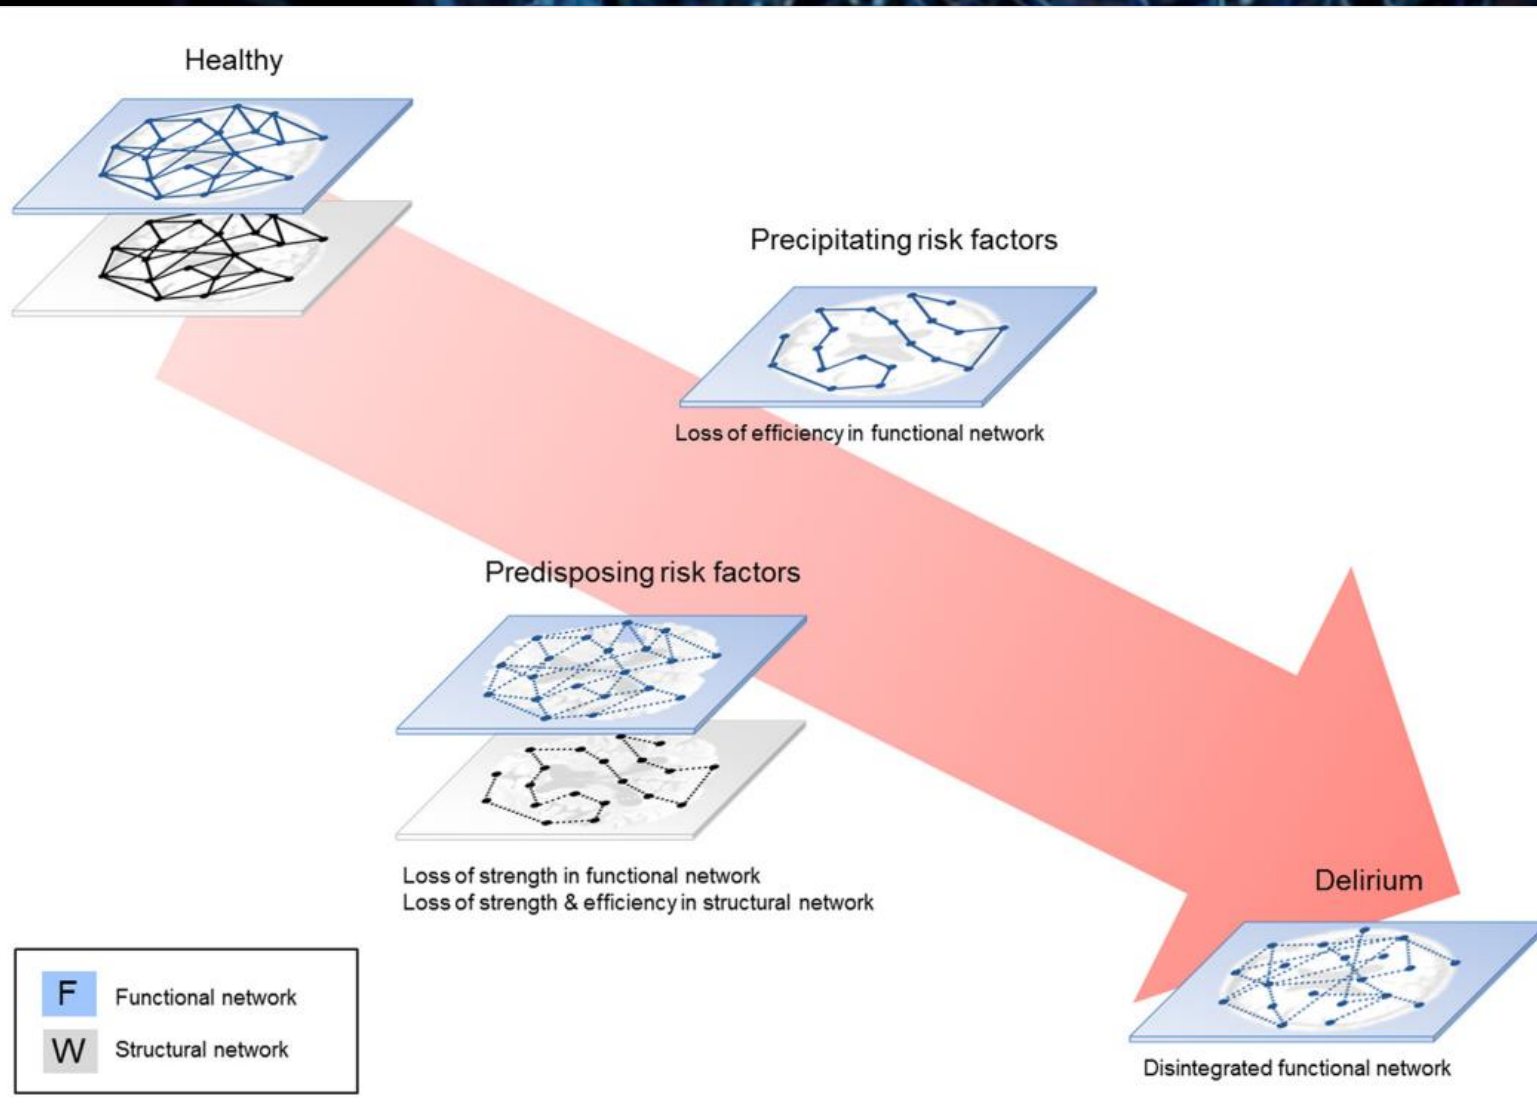 Healthy
Precipitating risk factors
Loss of efficiency in functional network
Predisposing risk factors
Loss of strength in functional network
Loss of strength & efficiency in structural network
Delirium
Disintegrated functional network
F Functional network
W Structural network